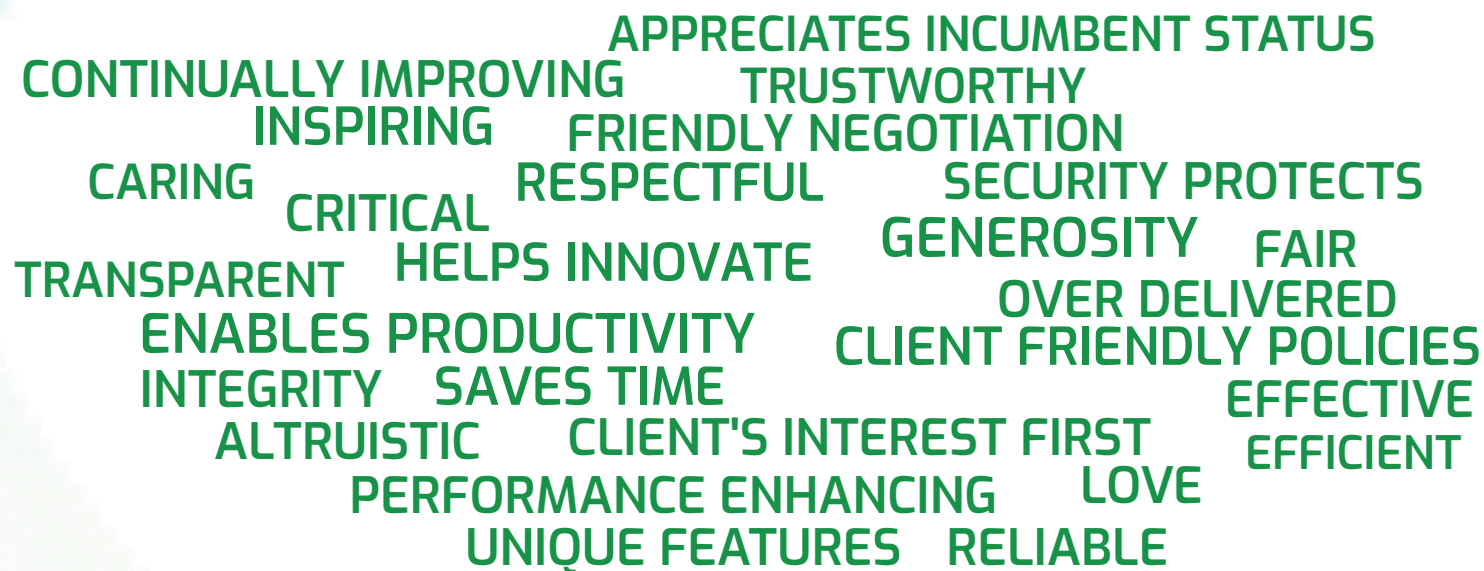 APPRECIATES INCUMBENT STATUS
CONTINUALLY IMPROVING
TRUSTWORTHY
INSPIRING
FRIENDLY NEGOTIATION
CARING
RESPECTFUL
SECURITY PROTECTS
CRITICAL
GENEROSITY
FAIR
TRANSPARENT
HELPS INNOVATE
OVER DELIVERED
ENABLES PRODUCTIVITY
CLIENT FRIENDLY POLICIES
INTEGRITY
SAVES TIME
EFFECTIVE
ALTRUISTIC
CLIENT'S INTEREST FIRST
EFFICIENT
PERFORMANCE ENHANCING
LOVE
UNIQUE FEATURES
RELIABLE